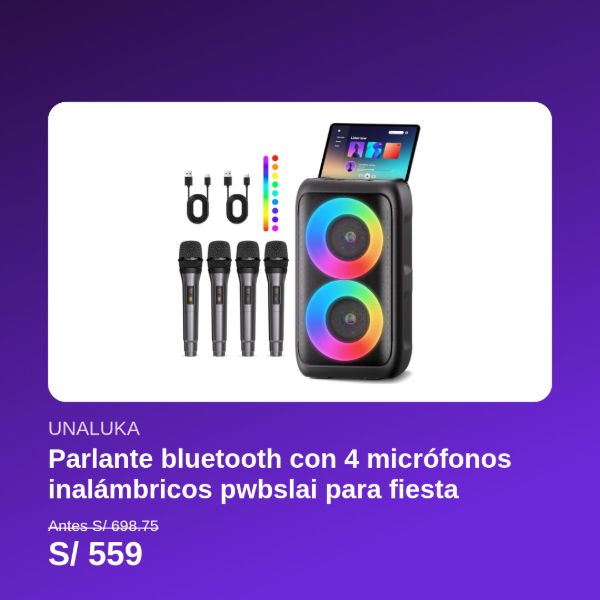 UNALUKA
Parlante bluetooth con 4 micrófonos
inalámbricos pwbslai para fiesta
Antes S/ 698.75
S/ 559